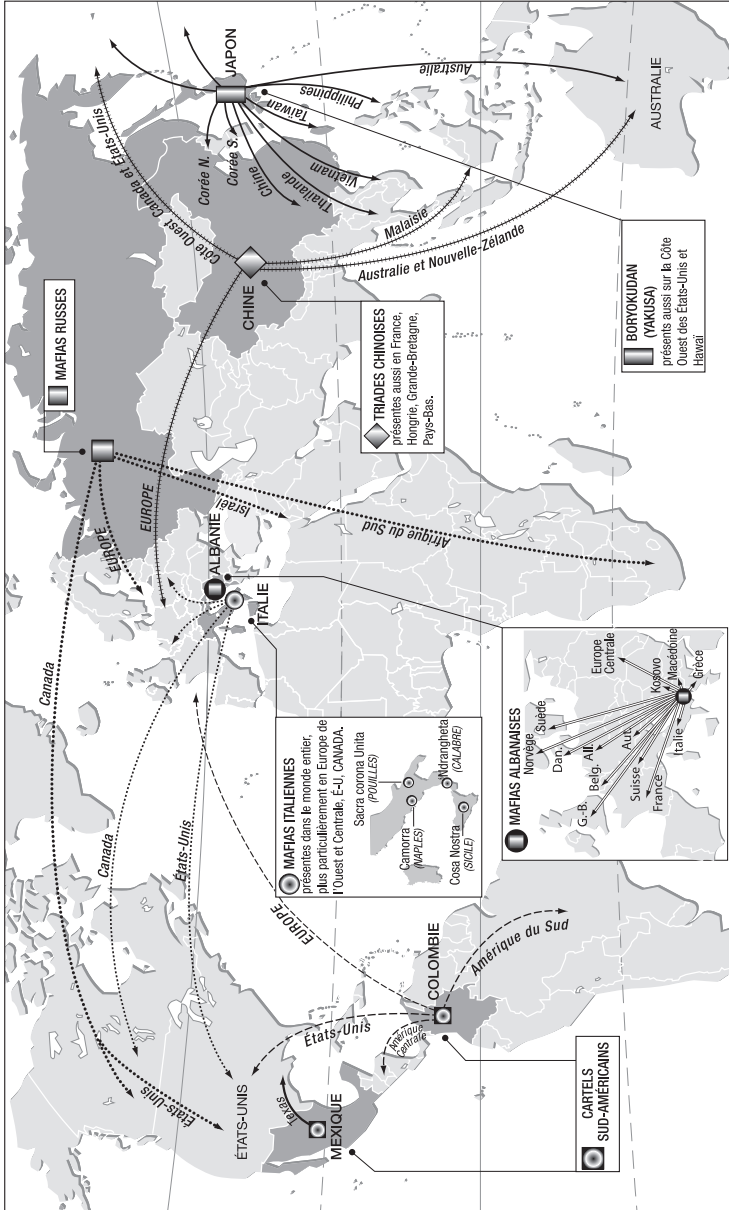 MAFIAS RUSSES
Canada
EUROPE
EUROPE
Israël
Afrique du Sud
États-Unis
Canada
États-Unis
ÉTATS-UNIS
Texas
MEXIQUE
États-Unis
Amérique
Centrale
COLOMBIE
EUROPE
Amérique du Sud
CARTELS
SUD-AMÉRICAINS
ALBANIE
ITALIE
MAFIAS ITALIENNES
présentes dans le monde entier,
plus particulièrement en Europe de
l'Ouest et Centrale, É-U, CANADA.
Sacra corona Unita
(POUILLES)
Camorra
(NAPLES)
Ndrangheta
(CALABRE)
Cosa Nostra
(SICILE)
MAFIAS ALBANAISES
Norvège
Suède
Dan.
All.
Belg.
G.-B.
Aut.
Suisse
France
Italie
Europe
Centrale
Kosovo
Macédoine
Grèce
CHINE
Côte Ouest Canada et États-Unis
Malaisie
Australie et Nouvelle-Zélande
TRIADES CHINOISES
présentes aussi en France,
Hongrie, Grande-Bretagne,
Pays-Bas.
JAPON
Corée N.
Corée S.
Chine
Thaïlande
Vietnam
Taïwan
Philippines
Australie
AUSTRALIE
BORYOKUDAN
(YAKUSA)
présents aussi sur la Côte
Ouest des États-Unis et
Hawaï